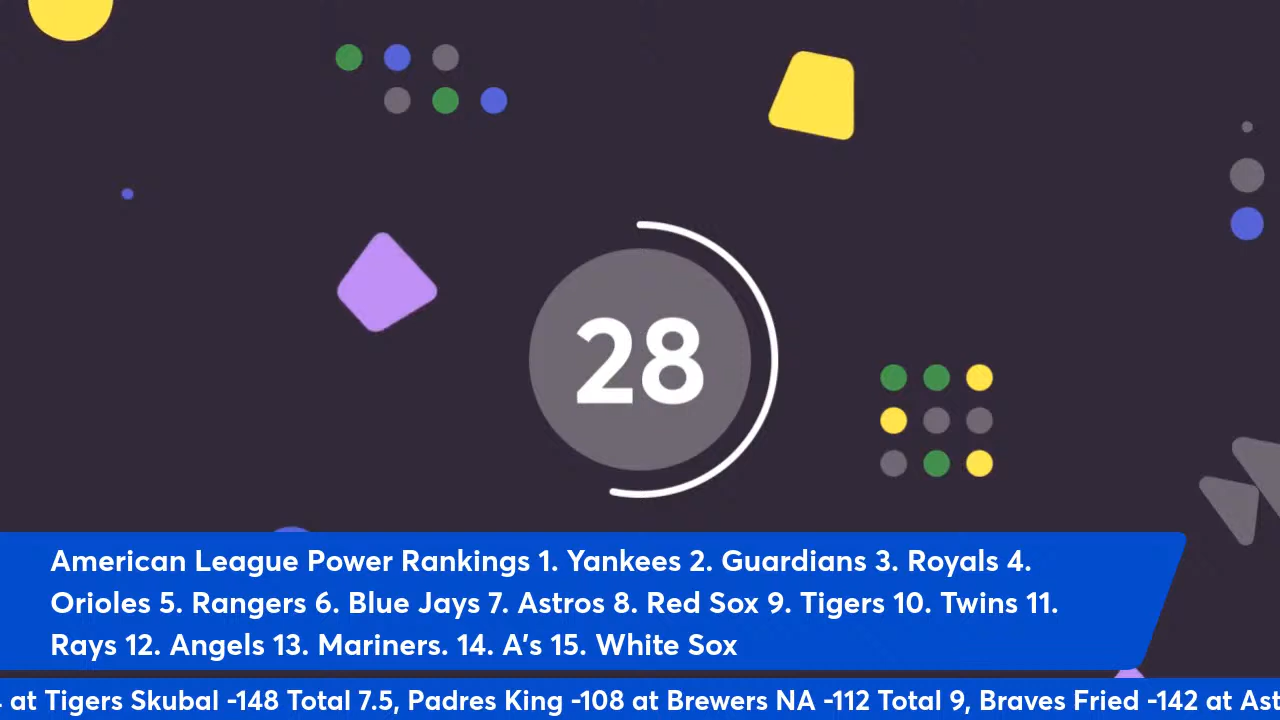 28
American League Power Rankings 1. Yankees 2. Guardians 3. Royals 4.
Orioles 5. Rangers 6. Blue Jays 7. Astros 8. Red Sox 9. Tigers 10. Twins 11.
Rays 12. Angels 13. Mariners. 14. A's 15. White Sox
at Tigers Skubal -148 Total 7.5, Padres King -108 at Brewers NA -112 Total 9, Braves Fried -142 at Ast